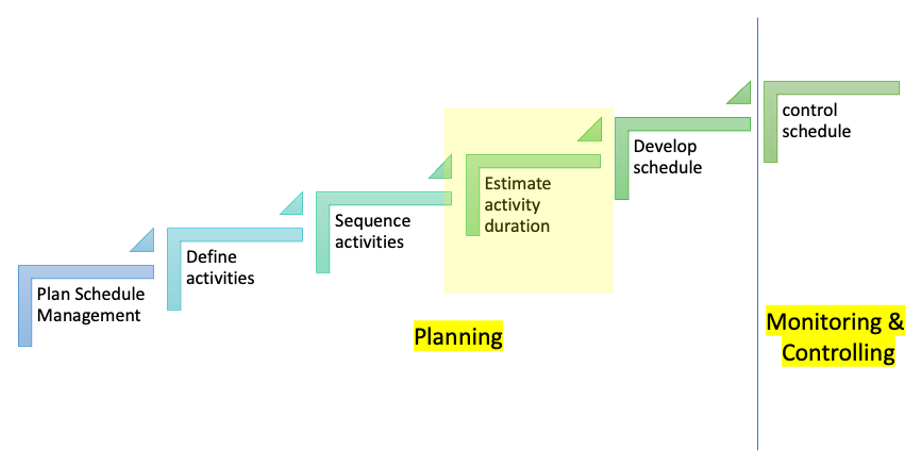 Plan Schedule
Management
Define
activities
Sequence
activities
Estimate
activity
duration
Develop
schedule
control
schedule
Planning
Monitoring &
Controlling